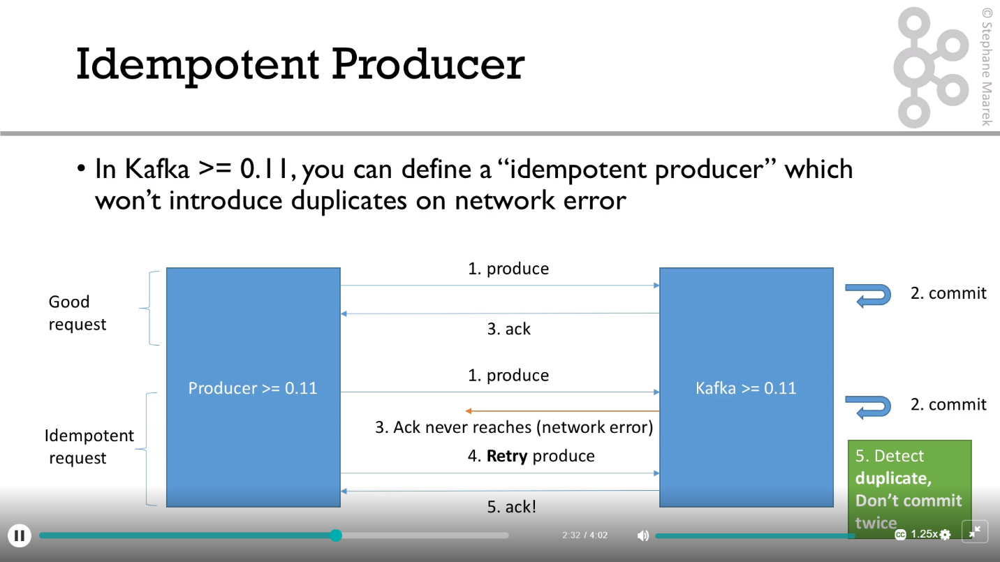 © Stephane Maarek
Idempotent Producer
• In Kafka >= 0.11, you can define a “idempotent producer” which
won’t introduce duplicates on network error
Good
request
1. produce
2. commit
3. ack
Producer >= 0.11
Kafka >= 0.11
Idempotent
request
1. produce
2. commit
3. Ack never reaches (network error)
4. Retry produce
5. ack!
5. Detect
duplicate,
Don’t commit
twice
2:32 / 4:02
CC
1.25x